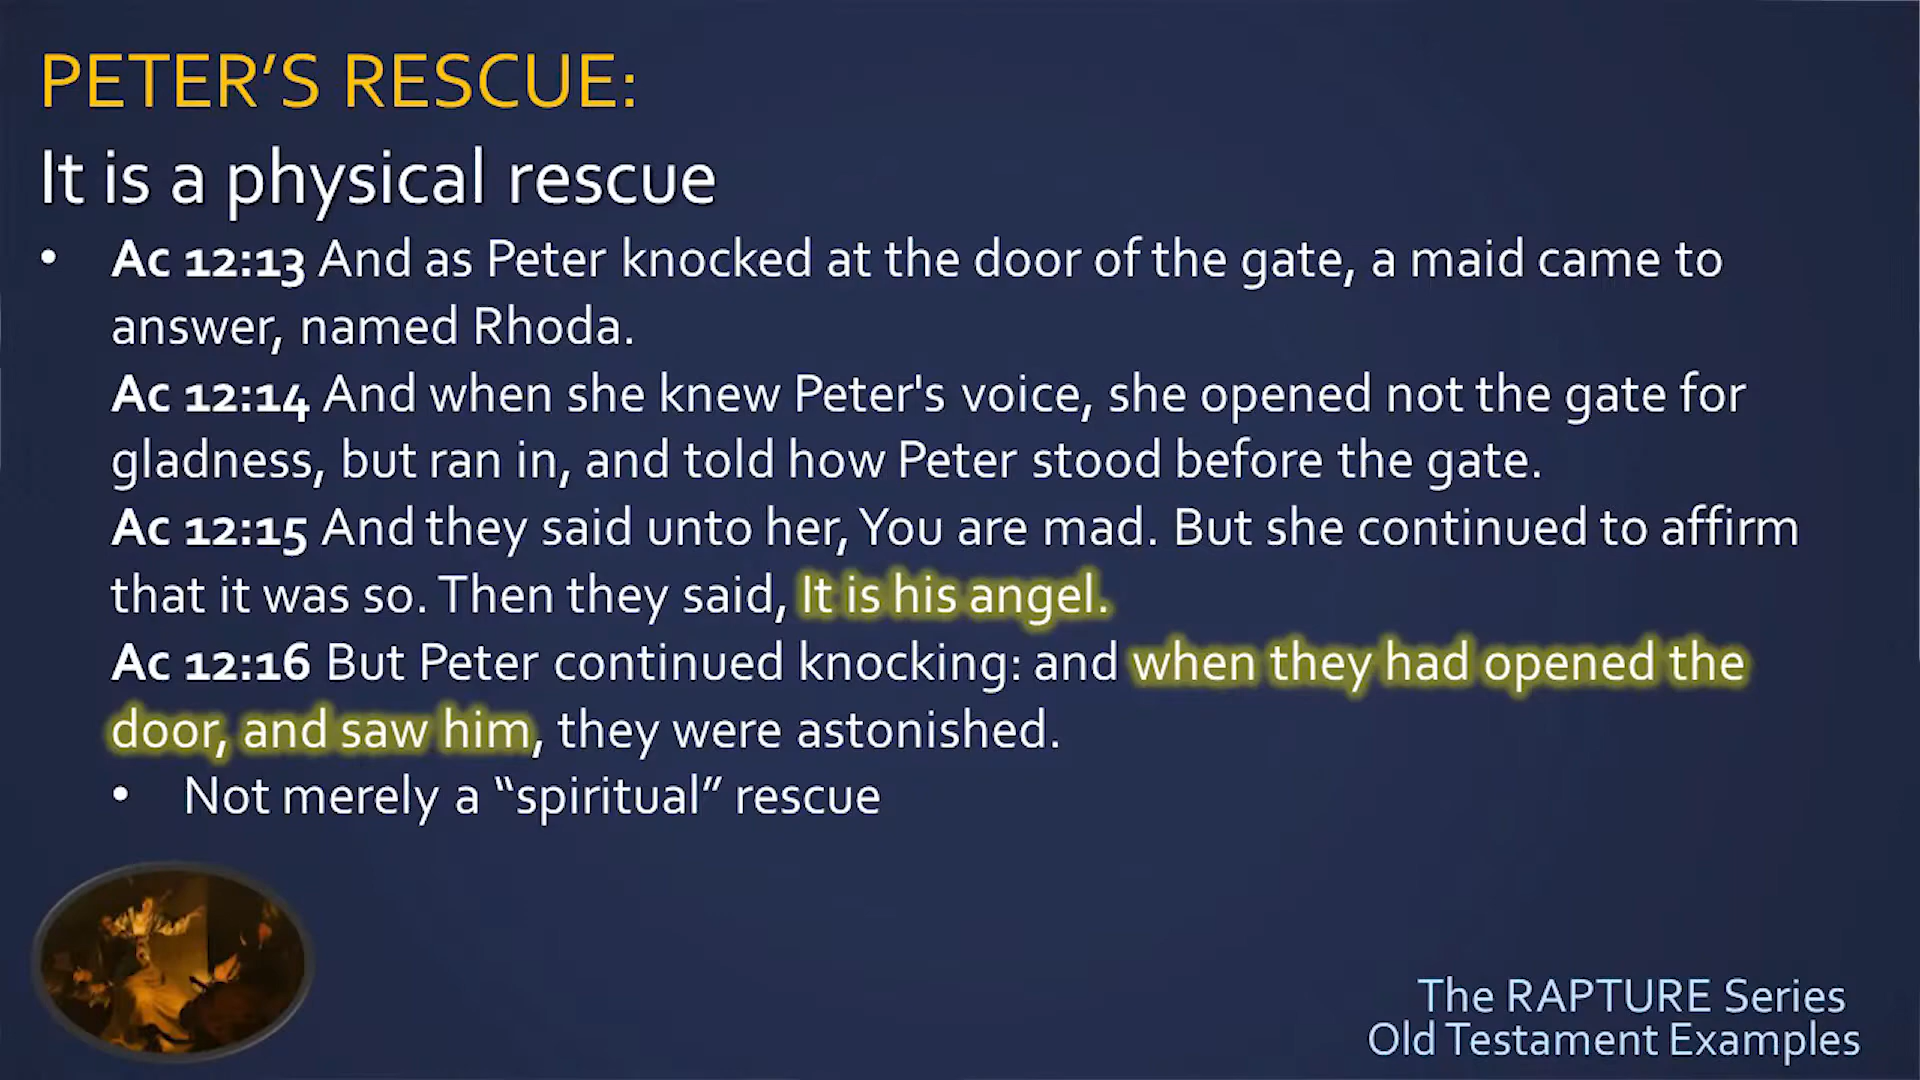 PETER’S RESCUE:
It is a physical rescue
• Ac 12:13 And as Peter knocked at the door of the gate, a maid came to
answer, named Rhoda.
Ac 12:14 And when she knew Peter's voice, she opened not the gate for
gladness, but ran in, and told how Peter stood before the gate.
Ac 12:15 And they said unto her, You are mad. But she continued to affirm
that it was so. Then they said, It is his angel.
Ac 12:16 But Peter continued knocking: and when they had opened the
door, and saw him, they were astonished.
• Not merely a “spiritual” rescue
The RAPTURE Series
Old Testament Examples